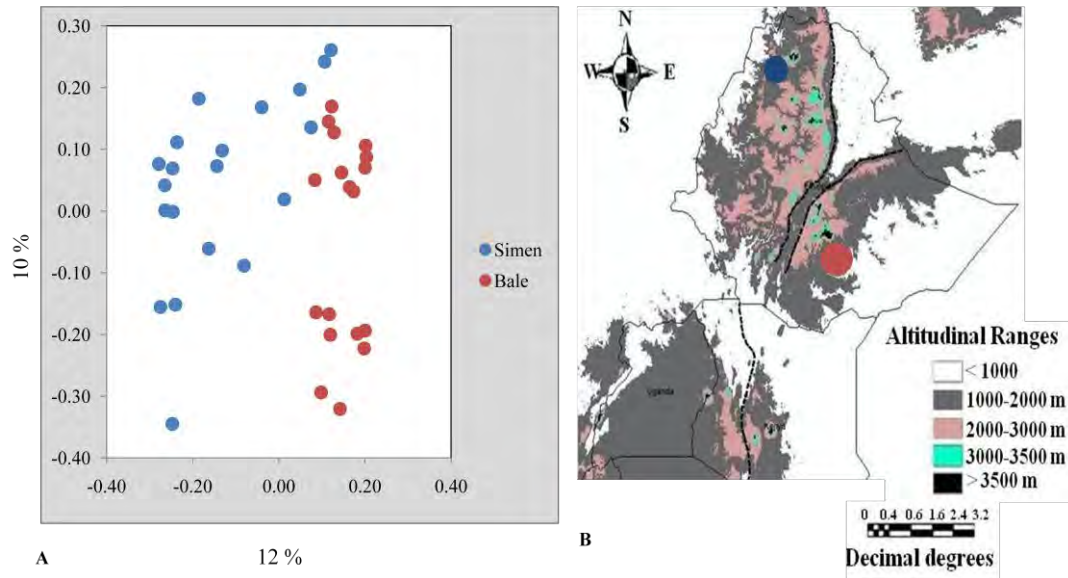 0.30
0.20
0.10
0.00
-0.10
-0.20
-0.30
-0.40
-0.40 -0.20 0.00 0.20 0.40
10 %
12 %
Simen
Bale
A
N
W E
S
Uganda
Altitudinal Ranges
< 1000
1000-2000 m
2000-3000 m
3000-3500 m
> 3500 m
0 0.4 0.6 1.6 2.4 3.2
Decimal degrees
B